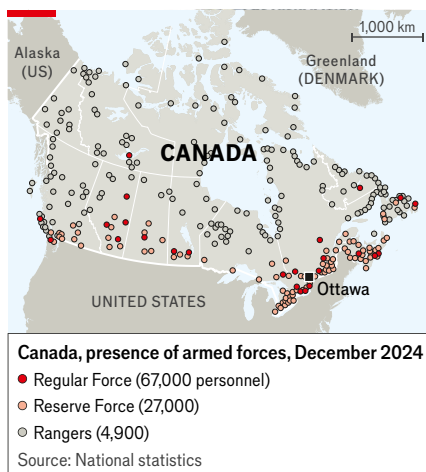 1,000 km
Alaska
(US)
Greenland
(DENMARK)
CANADA
UNITED STATES
Ottawa
Canada, presence of armed forces, December 2024
Regular Force (67,000 personnel)
Reserve Force (27,000)
Rangers (4,900)
Source: National statistics